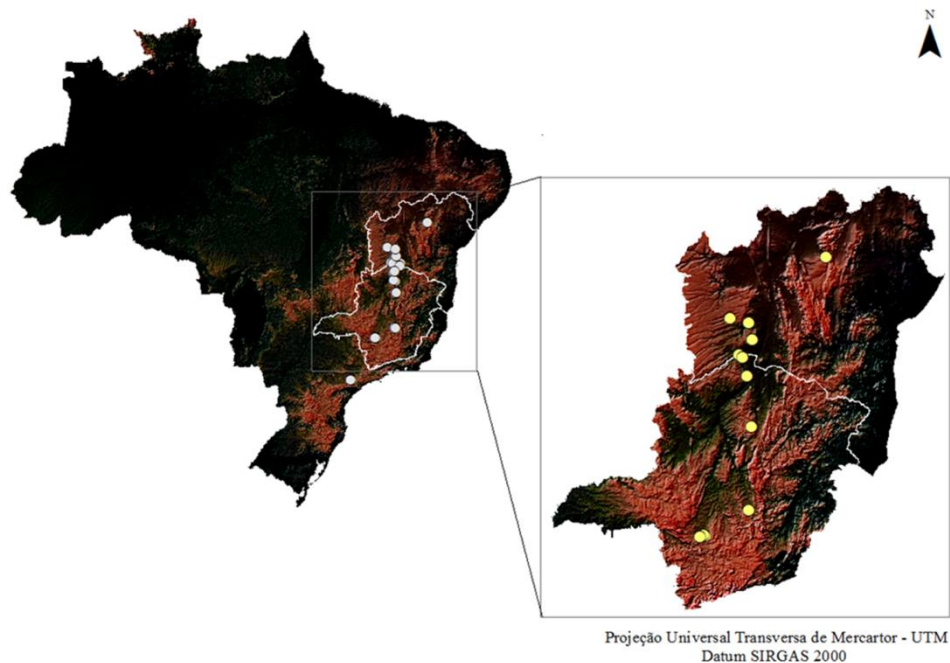 N
Projeção Universal Transversa de Mercartor - UTM
Datum SIRGAS 2000